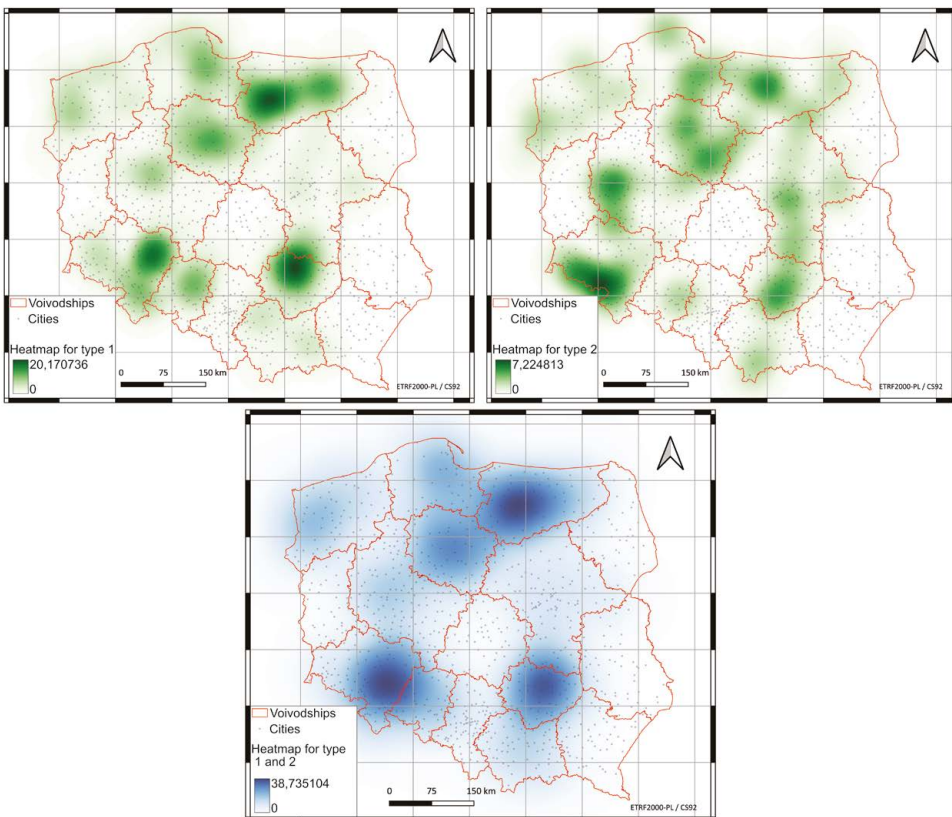 Voivodships
Cities
Heatmap for type 1
20,170736
0
0 75 150 km
ETRF2000-PL / CS92
Voivodships
Cities
Heatmap for type 2
7,224813
0
0 75 150 km
ETRF2000-PL / CS92
Voivodships
Cities
Heatmap for type
1 and 2
38,735104
0
0 75 150 km
ETRF2000-PL / CS92